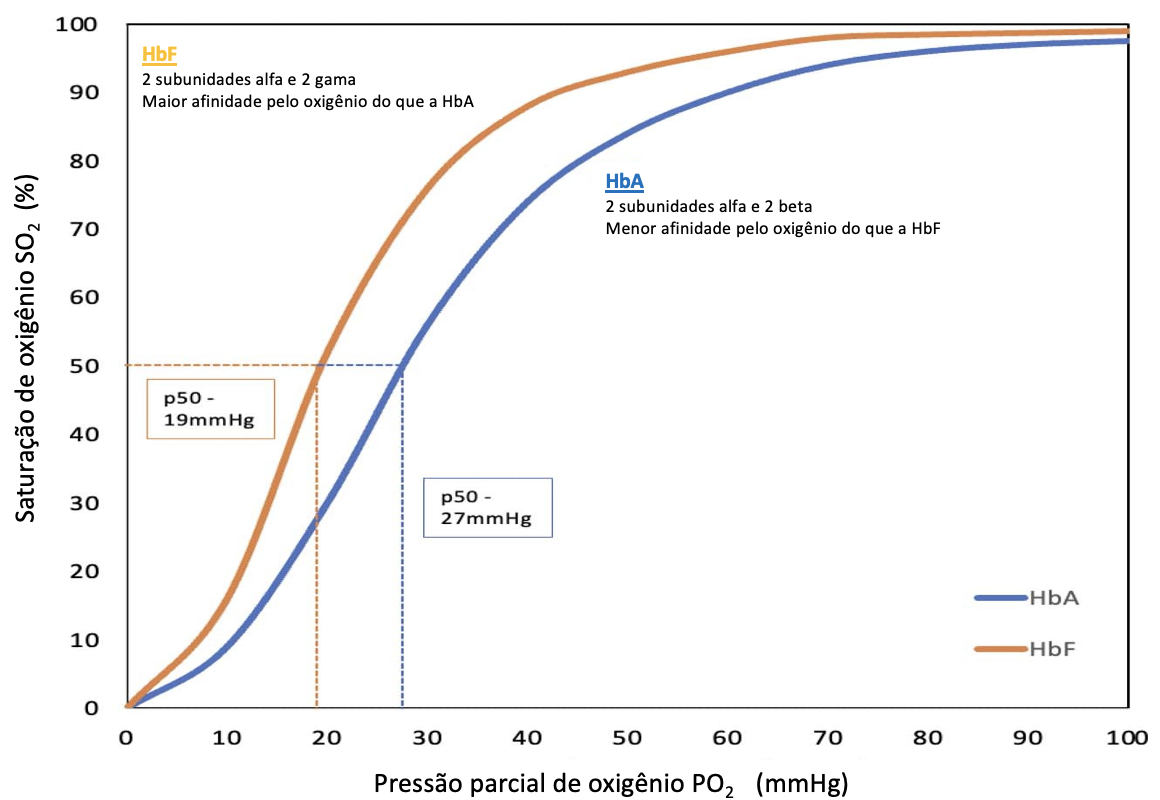 HbF
2 subunidades alfa e 2 gama
Maior afinidade pelo oxigênio do que a HbA
HbA
2 subunidades alfa e 2 beta
Menor afinidade pelo oxigênio do que a HbF
Saturação de oxigênio SO₂ (%)
100
90
80
70
60
50
40
30
20
10
0
p50 -
19mmHg
p50 -
27mmHg
HbA
HbF
0 10 20 30 40 50 60 70 80 90 100
Pressão parcial de oxigênio PO₂ (mmHg)